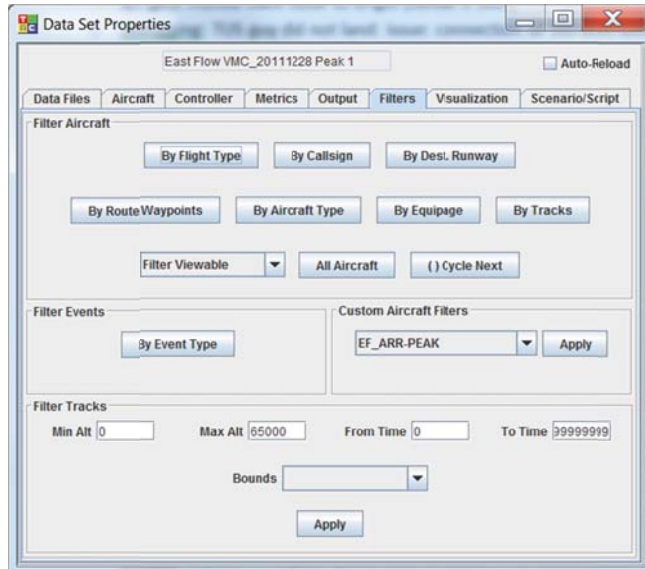 Data Set Properties
East Flow VMC_20111228 Peak 1
Auto-Reload
Data Files Aircraft Controller Metrics Output Filters Visualization Scenario/Script
Filter Aircraft
By Flight Type By Callsign By Dest. Runway
By Route Waypoints By Aircraft Type By Equipage By Tracks
Filter Viewable All Aircraft ( ) Cycle Next
Filter Events
By Event Type
Custom Aircraft Filters
EF_ARR-PEAK Apply
Filter Tracks
Min Alt 0 Max Alt 65000 From Time 0 To Time 99999999
Bounds
Apply